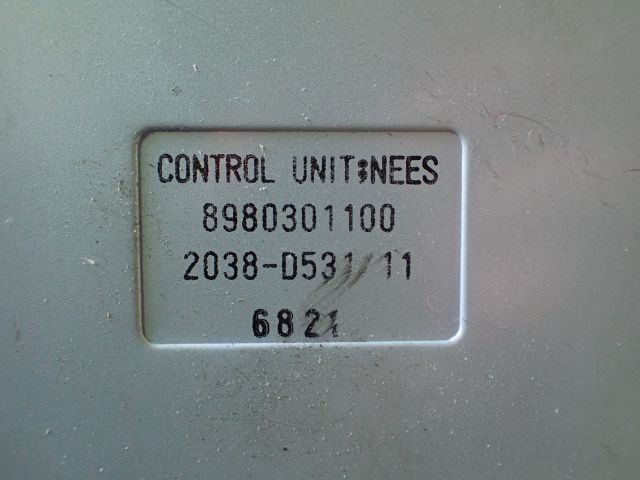 CONTROL UNIT:NEES
8980301100
2038-D531 11
6821